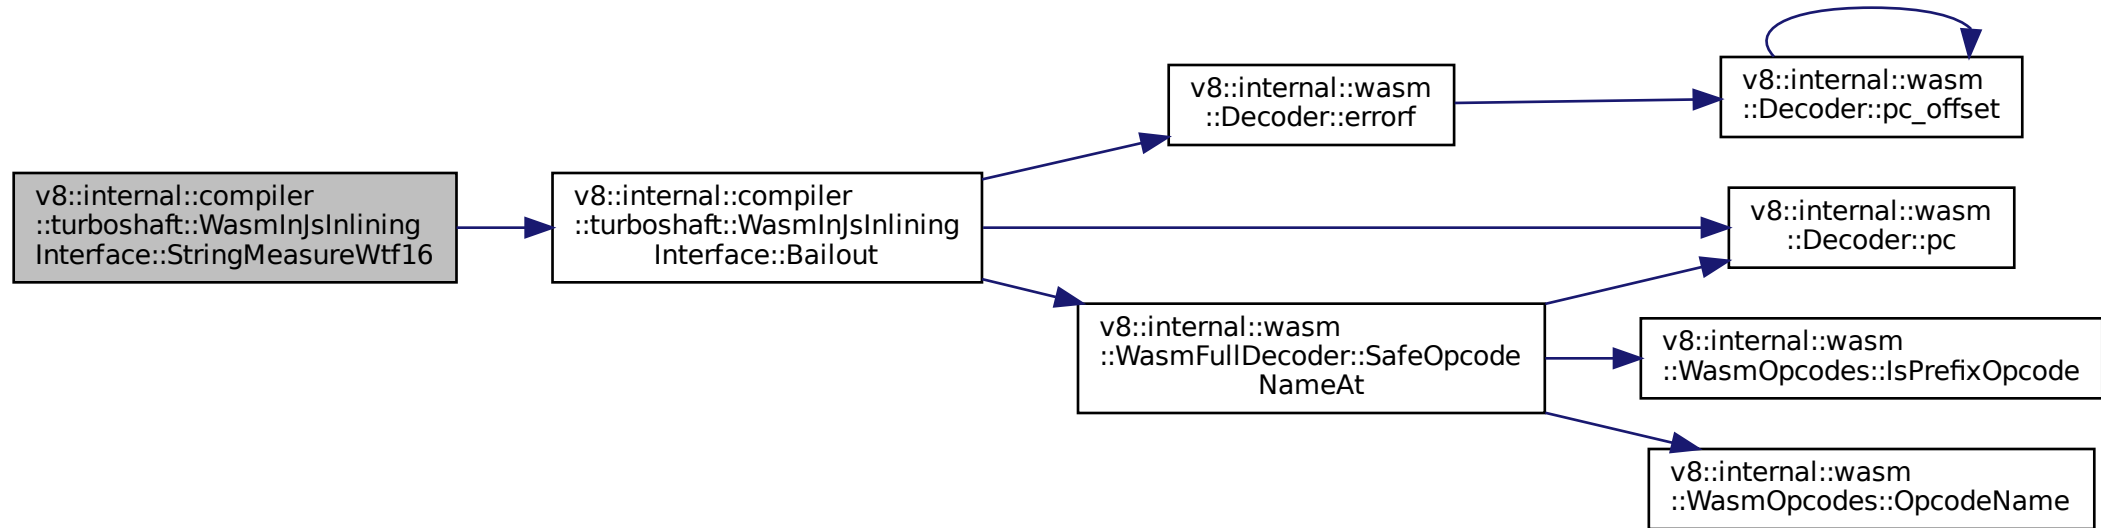 v8::internal::compiler
::turboshaft::WasmInJsInlining
Interface::StringMeasureWtf16
v8::internal::compiler
::turboshaft::WasmInJsInlining
Interface::Bailout
v8::internal::wasm
::Decoder::errorf
v8::internal::wasm
::Decoder::pc_offset
v8::internal::wasm
::Decoder::pc
v8::internal::wasm
::WasmFullDecoder::SafeOpcode
NameAt
v8::internal::wasm
::WasmOpcodes::IsPrefixOpcode
v8::internal::wasm
::WasmOpcodes::OpcodeName